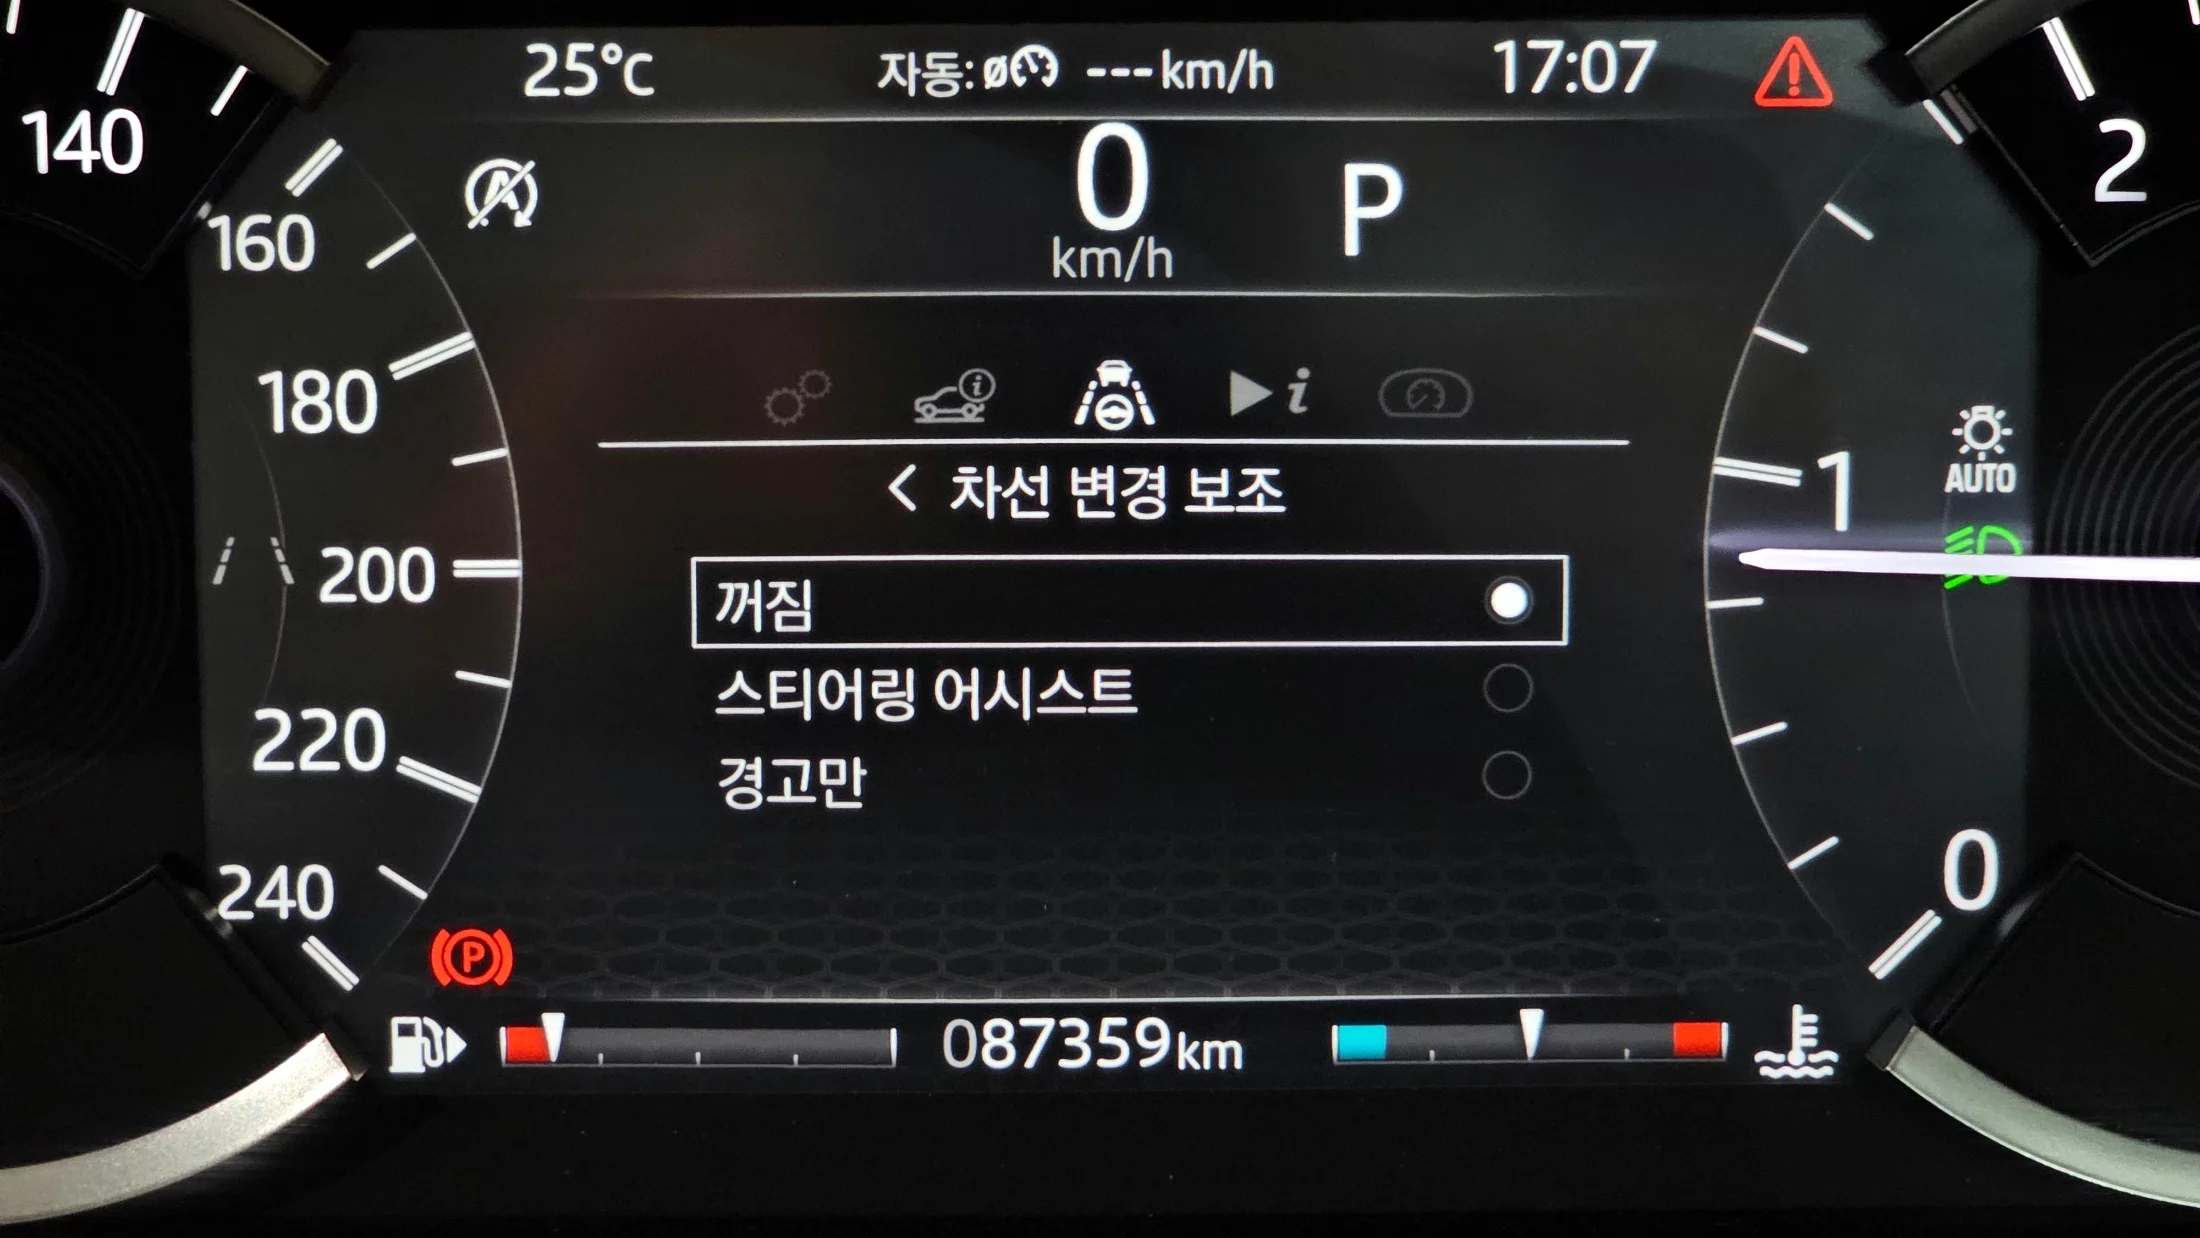 25°C 자동: ---km/h 17:07
140
2
160
0 P
km/h
180
< 차선 변경 보조
1
AUTO
200
꺼짐
스티어링 어시스트
220
경고만
240
0
P
087359km